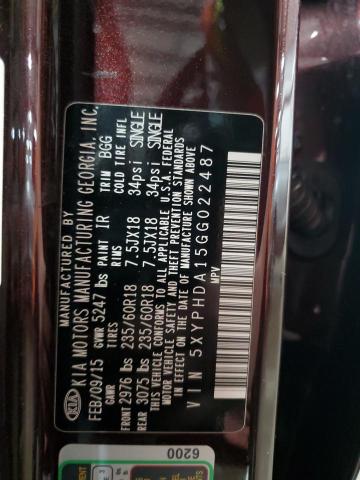 MANUFACTURED BY
KIA MOTORS MANUFACTURING GEORGIA, INC.
KIA
FEB/09/15 GVWR 5247 lbs PAINT IR TRIM BGG
GAWR TIRES RIMS COLD TIRE INFL
FRONT 2976 lbs 235/60R18 7.5JX18 34psi SINGLE
REAR 3075 lbs 235/60R18 7.5JX18 34psi SINGLE
THIS VEHICLE CONFORMS TO ALL APPLICABLE U.S.A. FEDERAL
MOTOR VEHICLE SAFETY AND THEFT PREVENTION STANDARDS
IN EFFECT ON THE DATE OF MANUFACTURE SHOWN ABOVE
VIN 5XYPHDA15GG022487
MPV
6200